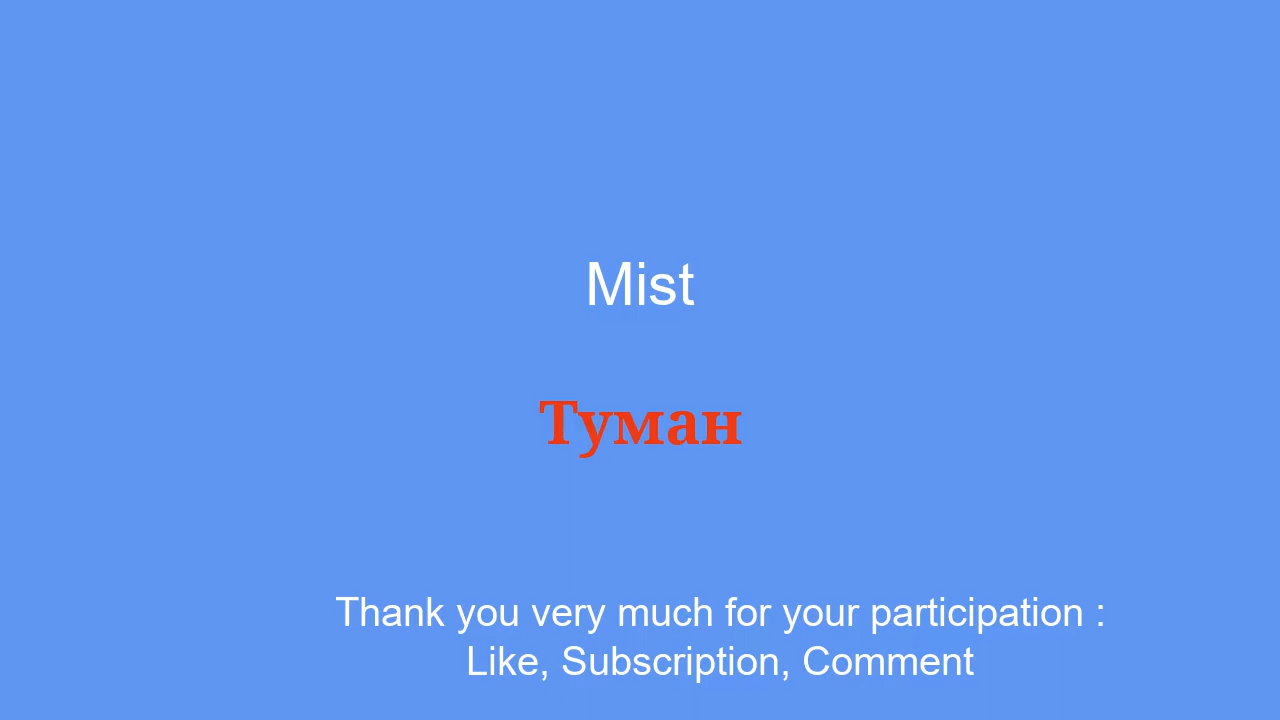 Mist
Туман
Thank you very much for your participation :
Like, Subscription, Comment